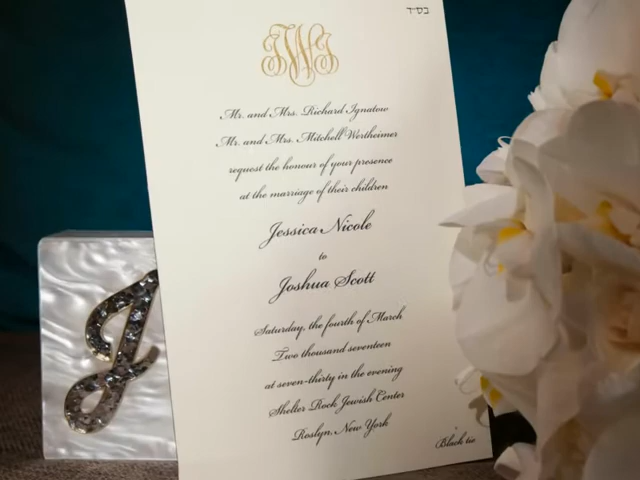 בס״ד
JWJ
Mr. and Mrs. Richard Ignatow
Mr. and Mrs. Mitchell Wertheimer
request the honour of your presence
at the marriage of their children
Jessica Nicole
to
Joshua Scott
Saturday, the fourth of March
Two thousand seventeen
at seven-thirty in the evening
Shelter Rock Jewish Center
Roslyn, New York
Black tie
J